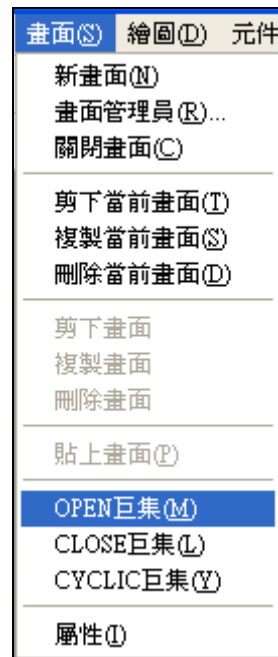 畫面(S) 繪圖(D) 元件
新畫面(N)
畫面管理員(R)...
關閉畫面(C)
剪下當前畫面(T)
複製當前畫面(S)
刪除當前畫面(D)
剪下畫面
複製畫面
刪除畫面
貼上畫面(P)
OPEN巨集(M)
CLOSE巨集(L)
CYCLIC巨集(Y)
屬性(I)